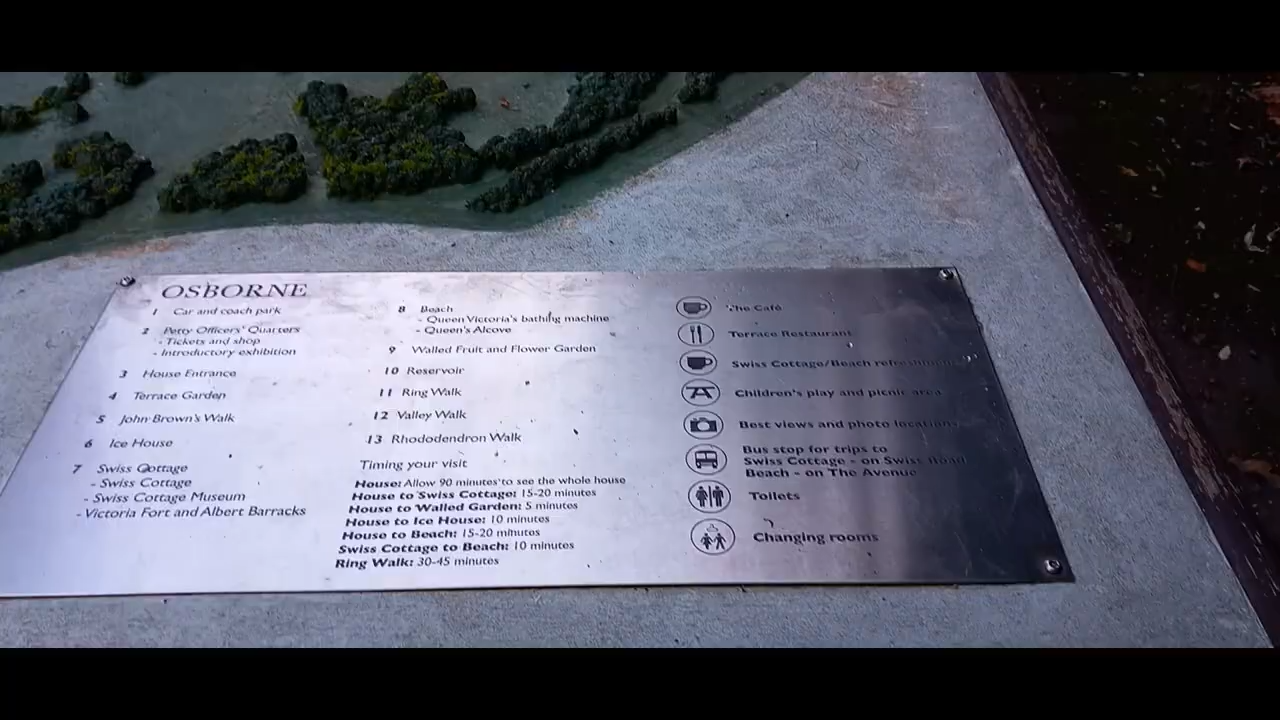 OSBORNE
1 Car and coach park
2 Petty Officers' Quarters
- Tickets and shop
- Introductory exhibition
3 House Entrance
4 Terrace Garden
5 John Brown's Walk
6 Ice House
7 Swiss Cottage
- Swiss Cottage
- Swiss Cottage Museum
- Victoria Fort and Albert Barracks
8 Beach
- Queen Victoria's bathing machine
- Queen's Alcove
9 Walled Fruit and Flower Garden
10 Reservoir
11 Ring Walk
12 Valley Walk
13 Rhododendron Walk
Timing your visit
House: Allow 90 minutes to see the whole house
House to Swiss Cottage: 15-20 minutes
House to Walled Garden: 5 minutes
House to Ice House: 10 minutes
House to Beach: 15-20 minutes
Swiss Cottage to Beach: 10 minutes
Ring Walk: 30-45 minutes
The Café
Terrace Restaurant
Swiss Cottage/Beach refreshments
Children's play and picnic area
Best views and photo locations
Bus stop for trips to
Swiss Cottage - on Swiss Road
Beach - on The Avenue
Toilets
Changing rooms